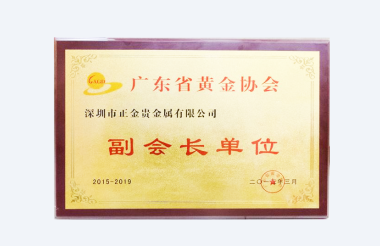 广东省黄金协会
深圳市正金贵金属有限公司
副会长单位
2015-2019
二〇一五年三月